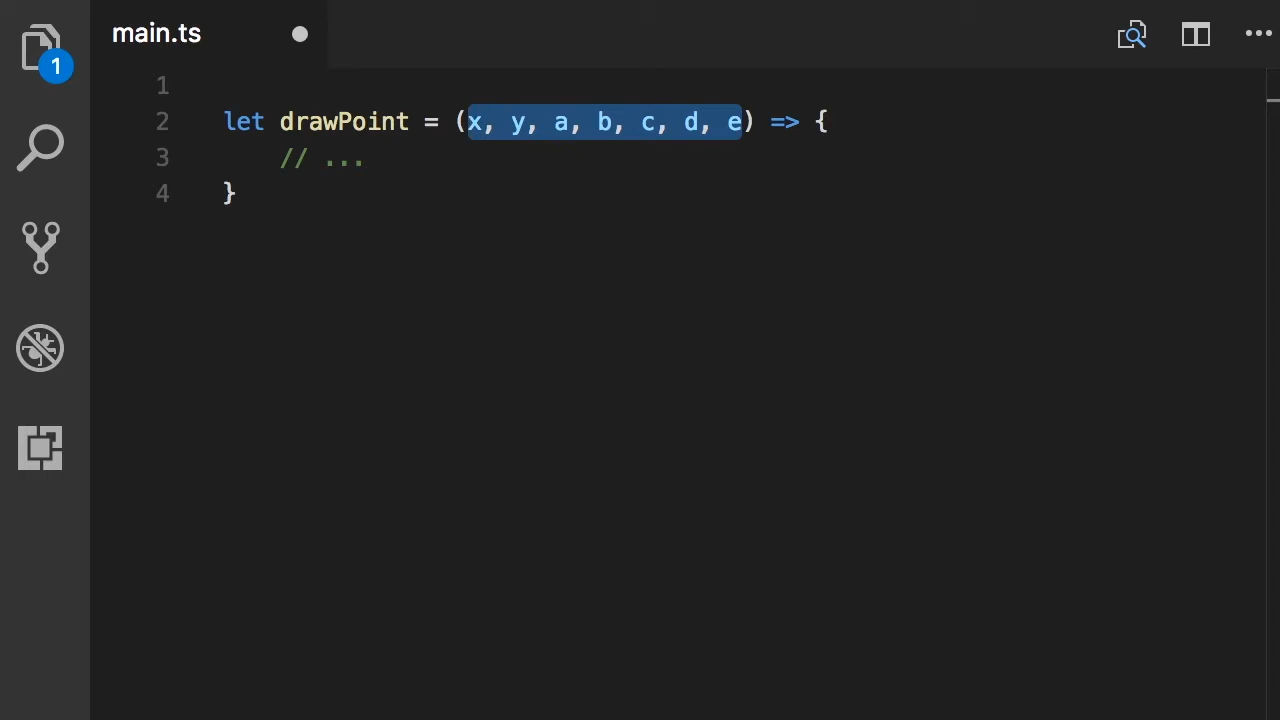 main.ts
1
1
2 let drawPoint = (x, y, a, b, c, d, e) => {
3     // ...
4 }